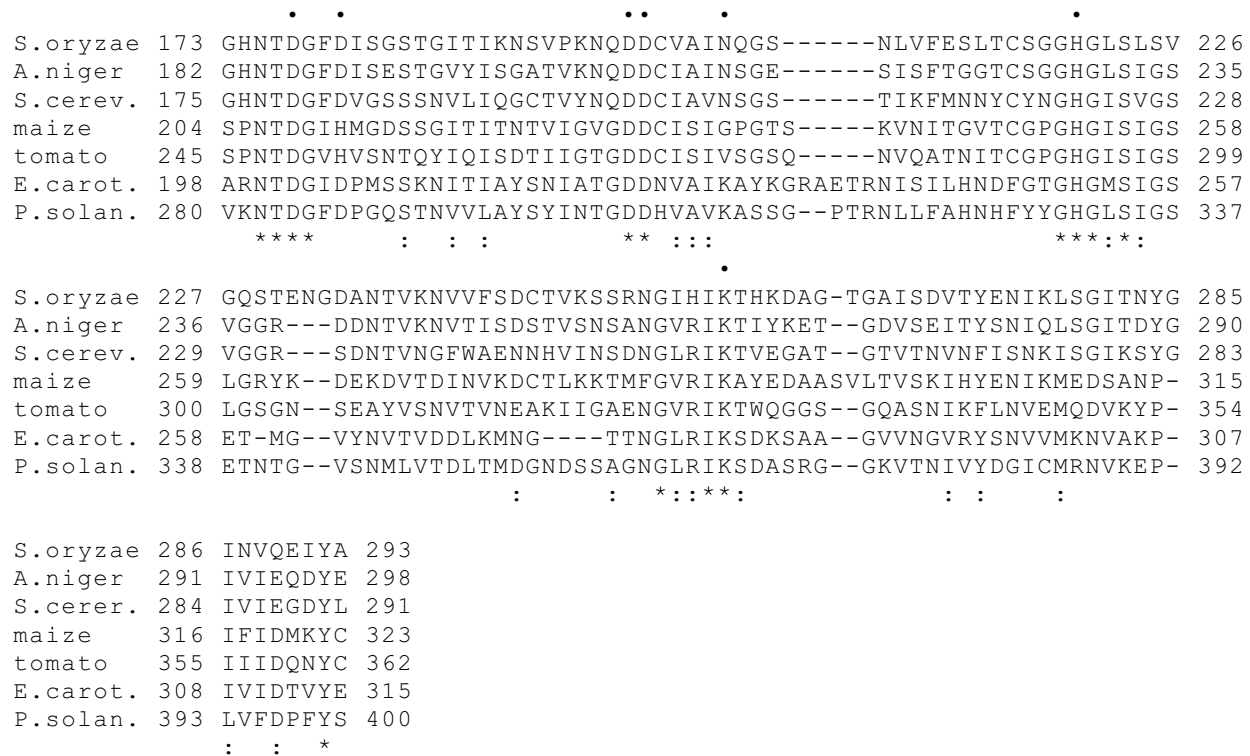 • • •• • •
S.oryzae 173 GHNTDGFDISGSTGITIKNSVPKNQDDCVAINQGS------NLVFESLTCSGGHGLSLSV 226
A.niger 182 GHNTDGFDISESTGVYISGATVKNQDDCIAINSGE------SISFTGGTCSGGHGLSIGS 235
S.cerev. 175 GHNTDGFDVGSSSNVLIQGCTVYNQDDCIAVNSGS------TIKFMNNYCYNGHGISVGS 228
maize 204 SPNTDGIHMGDSSGITITNTVIGVGDDCISIGPGTS-----KVNITGVTCGPGHGISIGS 258
tomato 245 SPNTDGVHVSNTQYIQISDTIIGTGDDCISIVSGSQ-----NVQATNITCGPGHGISIGS 299
E.carot. 198 ARNTDGIDPMSSKNITIAYSNIATGDDNVAIKAYKGRAETRNISILHNDFGTGHGMSIGS 257
P.solan. 280 VKNTDGFDPGQSTNVVLAYSYINTGDDHVAVKASSG--PTRNLLFAHNHFYYGHGLSIGS 337
**** : : : ** ::: ***:*:
•
S.oryzae 227 GQSTENGDANTVKNVVFSDCTVKSSRNGIHIKTHKDAG-TGAISDVTYENIKLSGITNYG 285
A.niger 236 VGGR---DDNTVKNVTISDSTVSNSANGVRIKTIYKET--GDVSEITYSNIQLSGITDYG 290
S.cerev. 229 VGGR---SDNTVNGFWAENNHVINSDNGLRIKTVEGAT--GTVTNVNFISNKISGIKSYG 283
maize 259 LGRYK--DEKDVTDINVKDCTLKKTMFGVRIKAYEDAASVLTVSKIHYENIKMEDSANP- 315
tomato 300 LGSGN--SEAYVSNVTVNEAKIIGAENGVRIKTWQGGS--GQASNIKFLNVEMQDVKYP- 354
E.carot. 258 ET-MG--VYNVTVDDLKMNG----TTNGLRIKSDKSAA--GVVNGVRYSNVVMKNVAKP- 307
P.solan. 338 ETNTG--VSNMLVTDLTMDGNDSSAGNGLRIKSDASRG--GKVTNIVYDGICMRNVKEP- 392
: : *::**: : : :
S.oryzae 286 INVQEIYA 293
A.niger 291 IVIEQDYE 298
S.cerer. 284 IVIEGDYL 291
maize 316 IFIDMKYC 323
tomato 355 IIIDQNYC 362
E.carot. 308 IVIDTVYE 315
P.solan. 393 LVFDPFYS 400
: : *